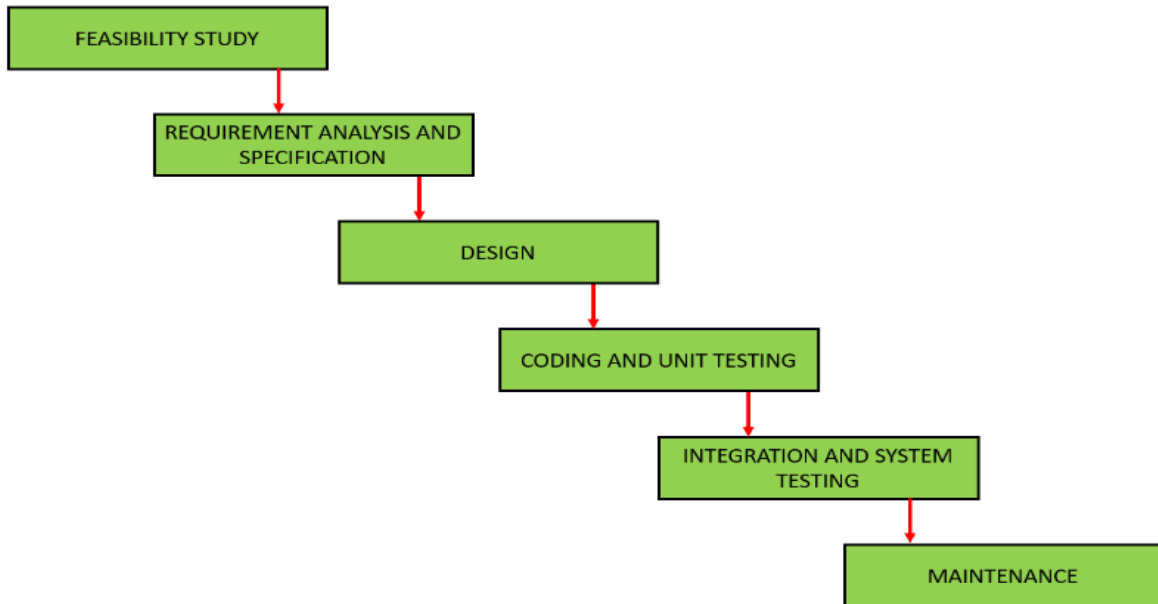 FEASIBILITY STUDY
REQUIREMENT ANALYSIS AND
SPECIFICATION
DESIGN
CODING AND UNIT TESTING
INTEGRATION AND SYSTEM
TESTING
MAINTENANCE